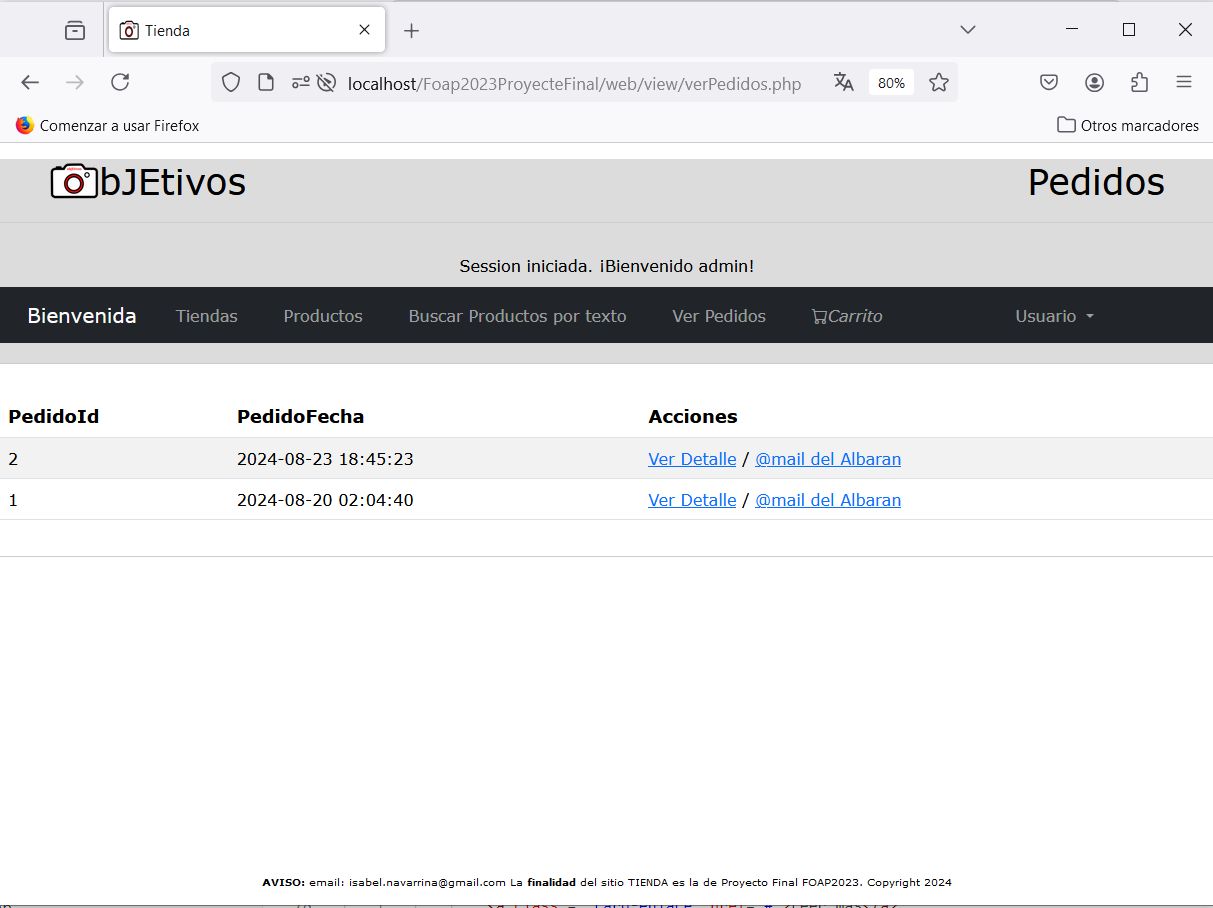 Tienda
localhost/Foap2023ProyecteFinal/web/view/verPedidos.php 80%
Comenzar a usar Firefox Otros marcadores
bJEtivos Pedidos
Session iniciada. ¡Bienvenido admin!
Bienvenida Tiendas Productos Buscar Productos por texto Ver Pedidos Carrito Usuario
PedidoId PedidoFecha Acciones
2 2024-08-23 18:45:23 Ver Detalle / @mail del Albaran
1 2024-08-20 02:04:40 Ver Detalle / @mail del Albaran
AVISO: email: isabel.navarrina@gmail.com La finalidad del sitio TIENDA es la de Proyecto Final FOAP2023. Copyright 2024